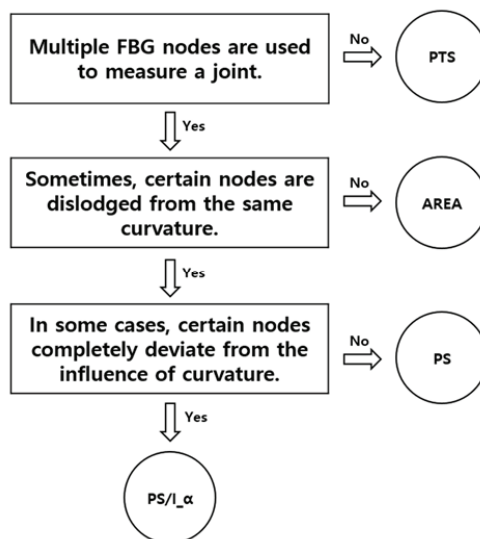 Multiple FBG nodes are used
to measure a joint.
No
PTS
Yes
Sometimes, certain nodes are
dislodged from the same
curvature.
No
AREA
Yes
In some cases, certain nodes
completely deviate from the
influence of curvature.
No
PS
Yes
PS/I_α